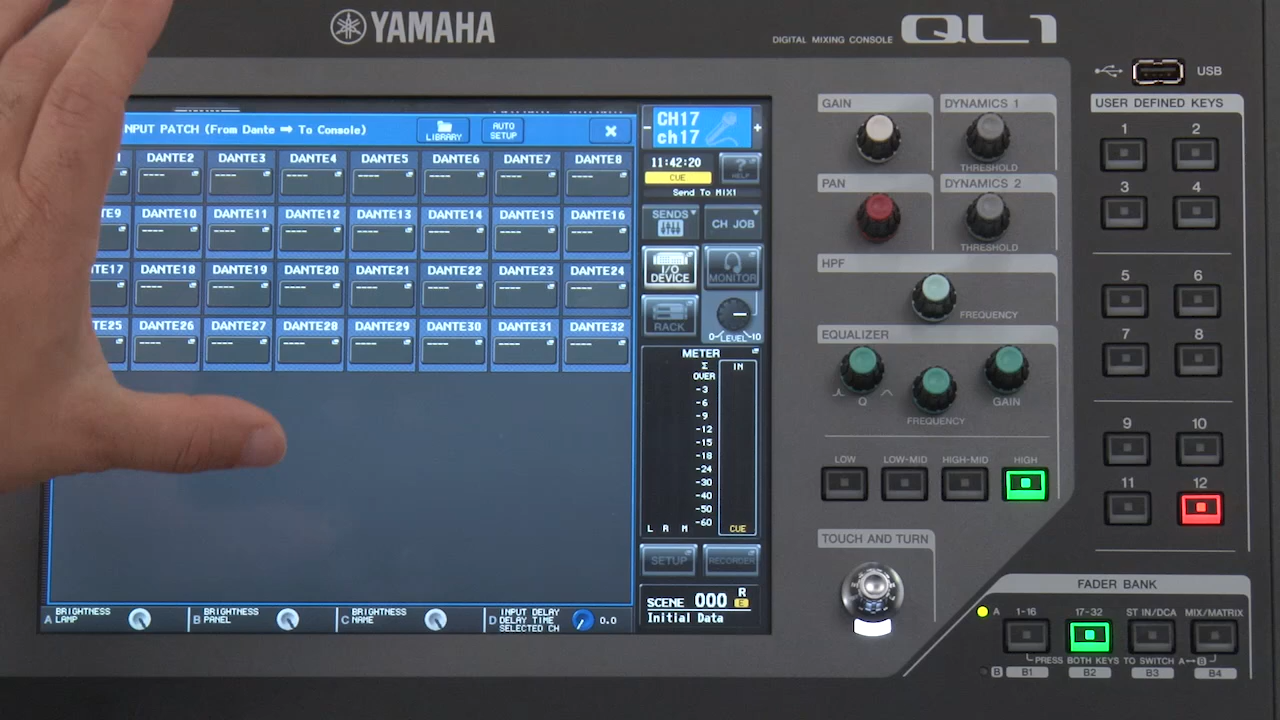 YAMAHA
DIGITAL MIXING CONSOLE QL1
USB
INPUT PATCH (From Dante ➡ To Console)
LIBRARY
AUTO SETUP
CH17
ch17
11:42:20
HELP
CUE
Send To MIX1
DANTE2 DANTE3 DANTE4 DANTE5 DANTE6 DANTE7 DANTE8
DANTE10 DANTE11 DANTE12 DANTE13 DANTE14 DANTE15 DANTE16
DANTE18 DANTE19 DANTE20 DANTE21 DANTE22 DANTE23 DANTE24
DANTE26 DANTE27 DANTE28 DANTE29 DANTE30 DANTE31 DANTE32
SENDS
CH JOB
I/O DEVICE
MONITOR
RACK
0-LEVEL-10
METER
Σ IN
OVER
-3
-6
-9
-12
-15
-18
-24
-30
-40
-50
-60
L R M
CUE
SETUP
RECORDER
SCENE 000 R E
Initial Data
A BRIGHTNESS LAMP
B BRIGHTNESS PANEL
C BRIGHTNESS NAME
D INPUT DELAY DELAY TIME SELECTED CH 0.0
GAIN
DYNAMICS 1
THRESHOLD
PAN
DYNAMICS 2
THRESHOLD
HPF
FREQUENCY
EQUALIZER
Q
FREQUENCY
GAIN
LOW LOW-MID HIGH-MID HIGH
TOUCH AND TURN
USER DEFINED KEYS
1 2
3 4
5 6
7 8
9 10
11 12
FADER BANK
A 1-16 17-32 ST IN/DCA MIX/MATRIX
PRESS BOTH KEYS TO SWITCH A↔B
B B1 B2 B3 B4